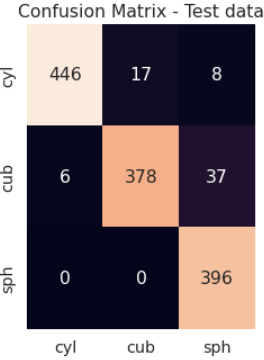 Confusion Matrix - Test data
cyl 446 17 8
cub 6 378 37
sph 0 0 396
cyl cub sph